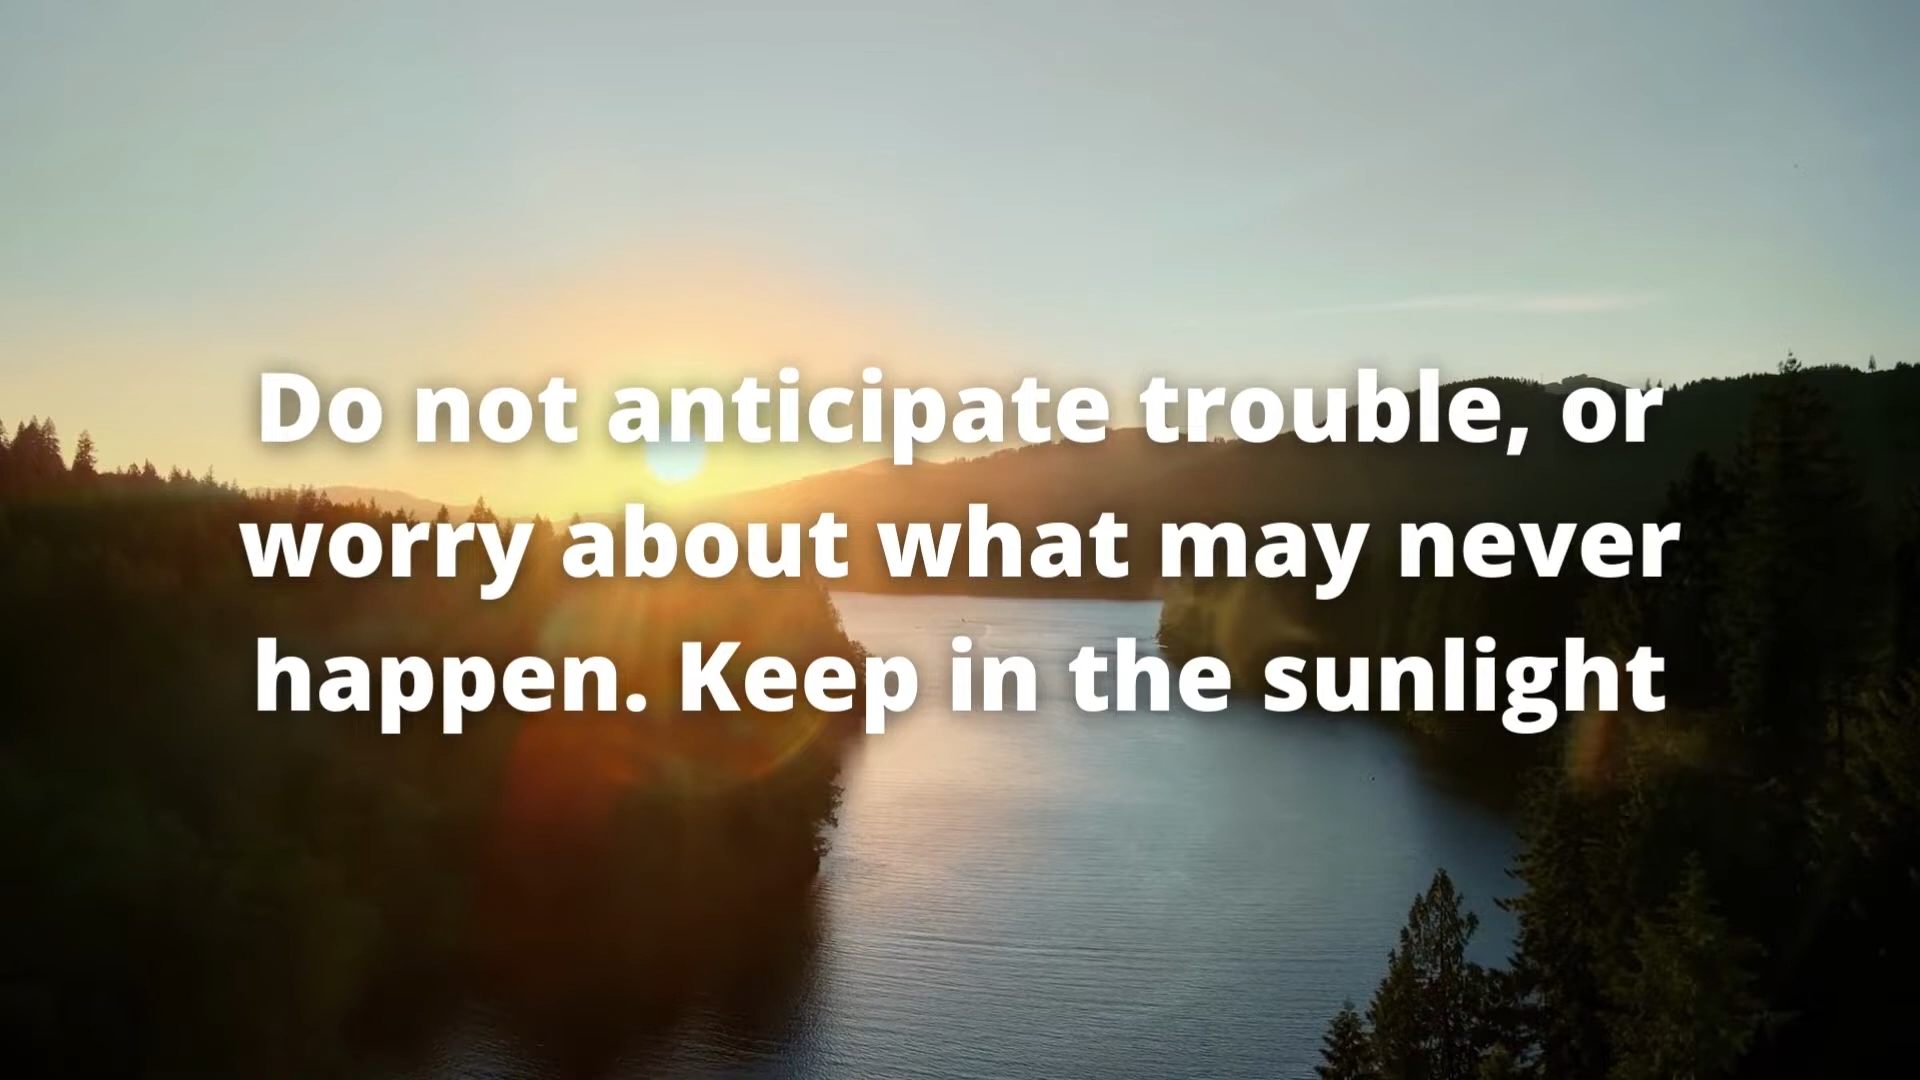 Do not anticipate trouble, or
worry about what may never
happen. Keep in the sunlight